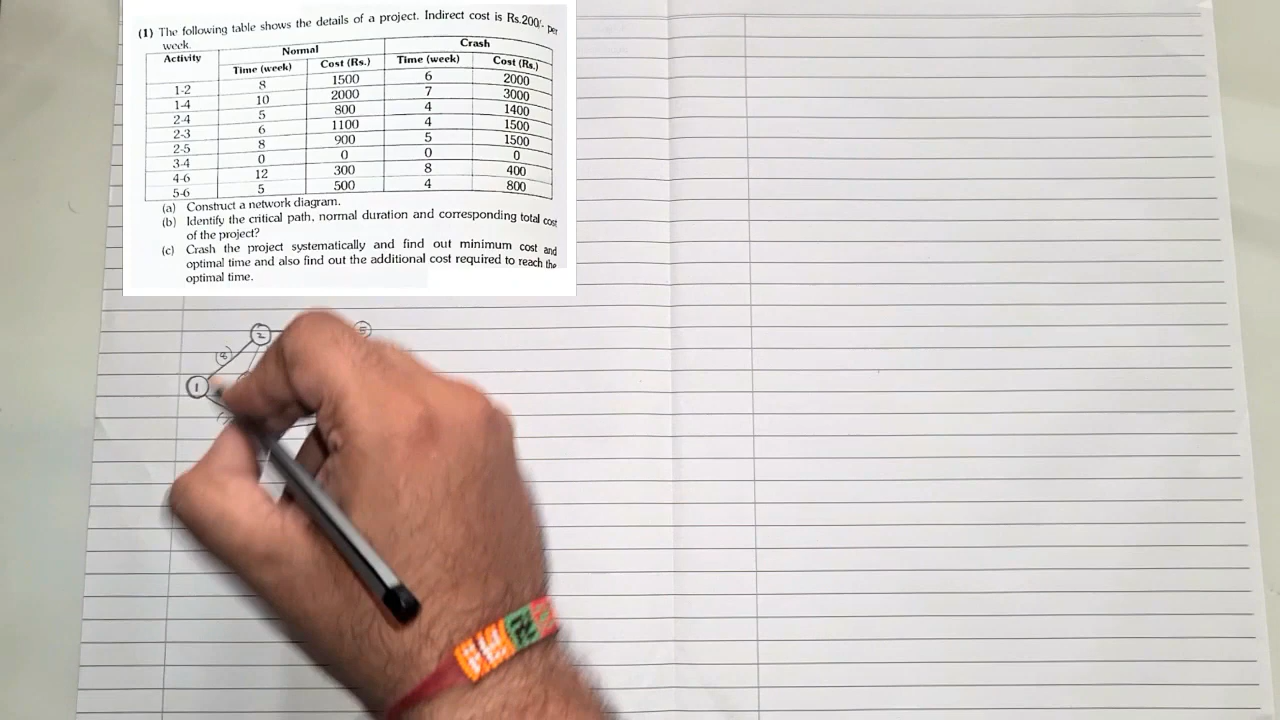 (1) The following table shows the details of a project. Indirect cost is Rs.200/- per
week.
Activity Normal Crash
Time (week) Cost (Rs.) Time (week) Cost (Rs.)
1-2 8 1500 6 2000
1-4 10 2000 7 3000
2-4 5 800 4 1400
2-3 6 1100 4 1500
2-5 8 900 5 1500
3-4 0 0 0 0
4-6 12 300 8 400
5-6 5 500 4 800
(a) Construct a network diagram.
(b) Identify the critical path, normal duration and corresponding total cost
of the project?
(c) Crash the project systematically and find out minimum cost and
optimal time and also find out the additional cost required to reach the
optimal time.
2 5
(8)
1